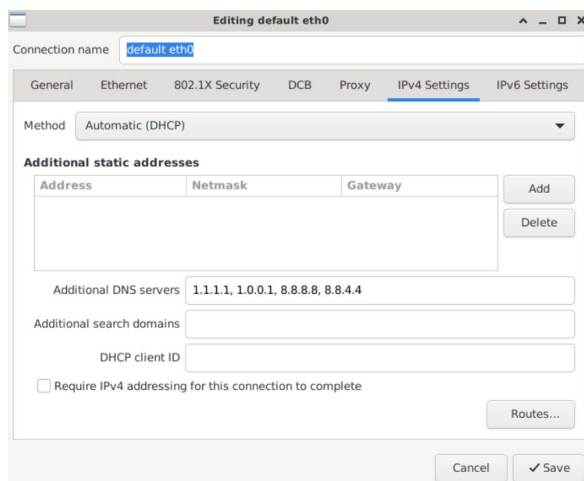 Editing default eth0
Connection name default eth0
General Ethernet 802.1X Security DCB Proxy IPv4 Settings IPv6 Settings
Method Automatic (DHCP)
Additional static addresses
Address Netmask Gateway
Add
Delete
Additional DNS servers 1.1.1.1, 1.0.0.1, 8.8.8.8, 8.8.4.4
Additional search domains
DHCP client ID
Require IPv4 addressing for this connection to complete
Routes...
Cancel Save